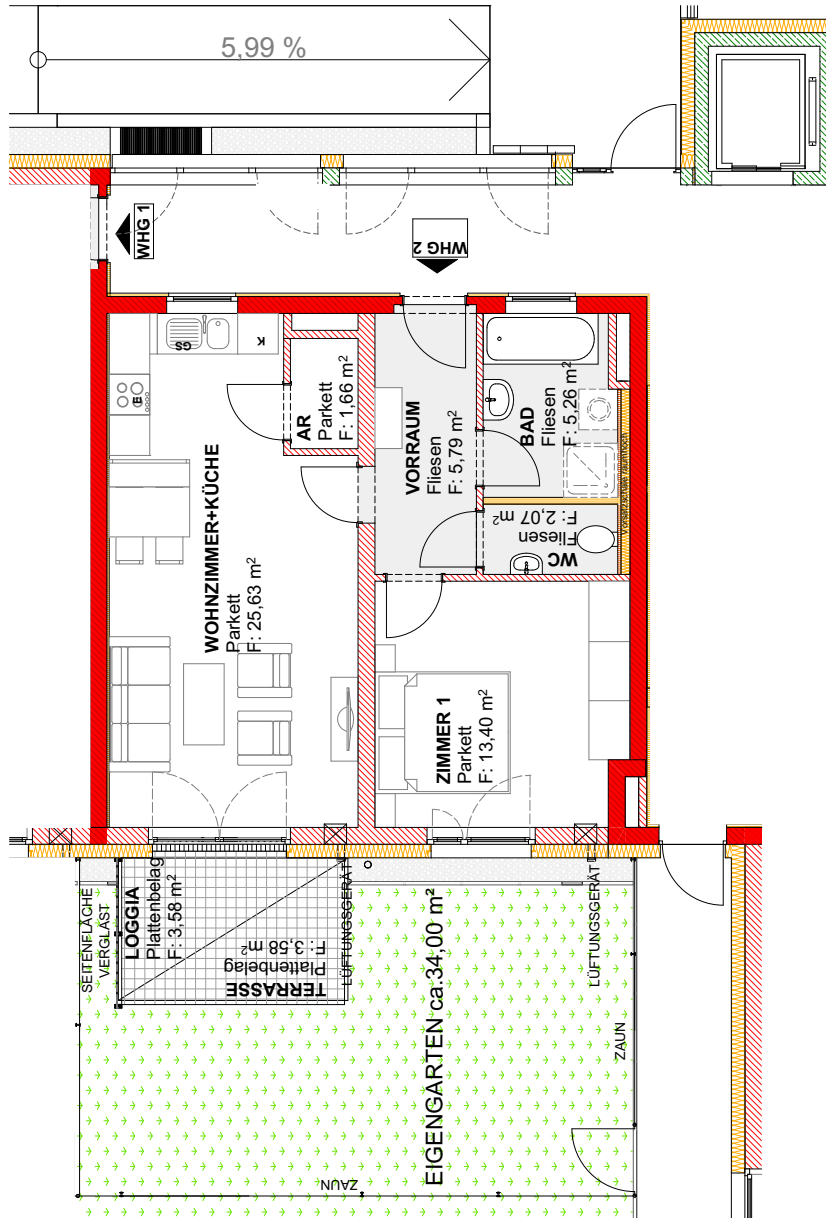 5,99 %
WHG 1
WHG 2
GS
K
E
AR
Parkett
F: 1,66 m²
VORRAUM
Fliesen
F: 5,79 m²
BAD
Fliesen
F: 5,26 m²
Vorsatzschale raumhoch
WC
Fliesen
F: 2,07 m²
WOHNZIMMER+KÜCHE
Parkett
F: 25,63 m²
ZIMMER 1
Parkett
F: 13,40 m²
SEITENFLÄCHE
VERGLAST
LOGGIA
Plattenbelag
F: 3,58 m²
TERRASSE
Plattenbelag
F: 3,58 m²
LÜFTUNGSGERÄT
EIGENGARTEN ca.34,00 m²
LÜFTUNGSGERÄT
ZAUN
ZAUN